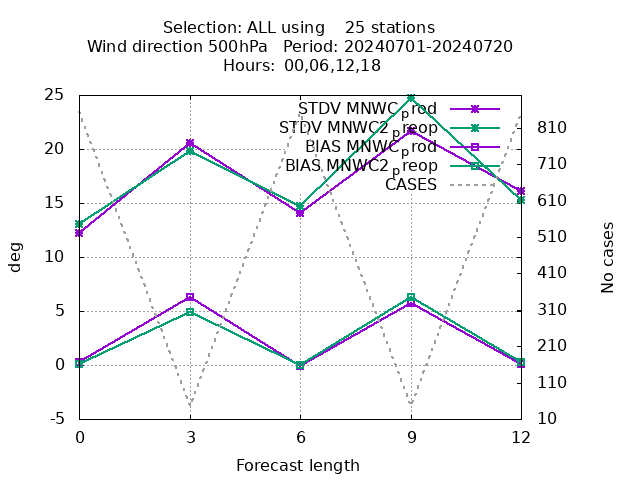 Selection: ALL using    25 stations
Wind direction 500hPa   Period: 20240701-20240720
Hours: 00,06,12,18
STDV MNWC_prod
STDV MNWC2_preop
BIAS MNWC_prod
BIAS MNWC2_preop
CASES
25
20
15
10
5
0
-5
deg
810
710
610
510
410
310
210
110
10
No cases
0 3 6 9 12
Forecast length